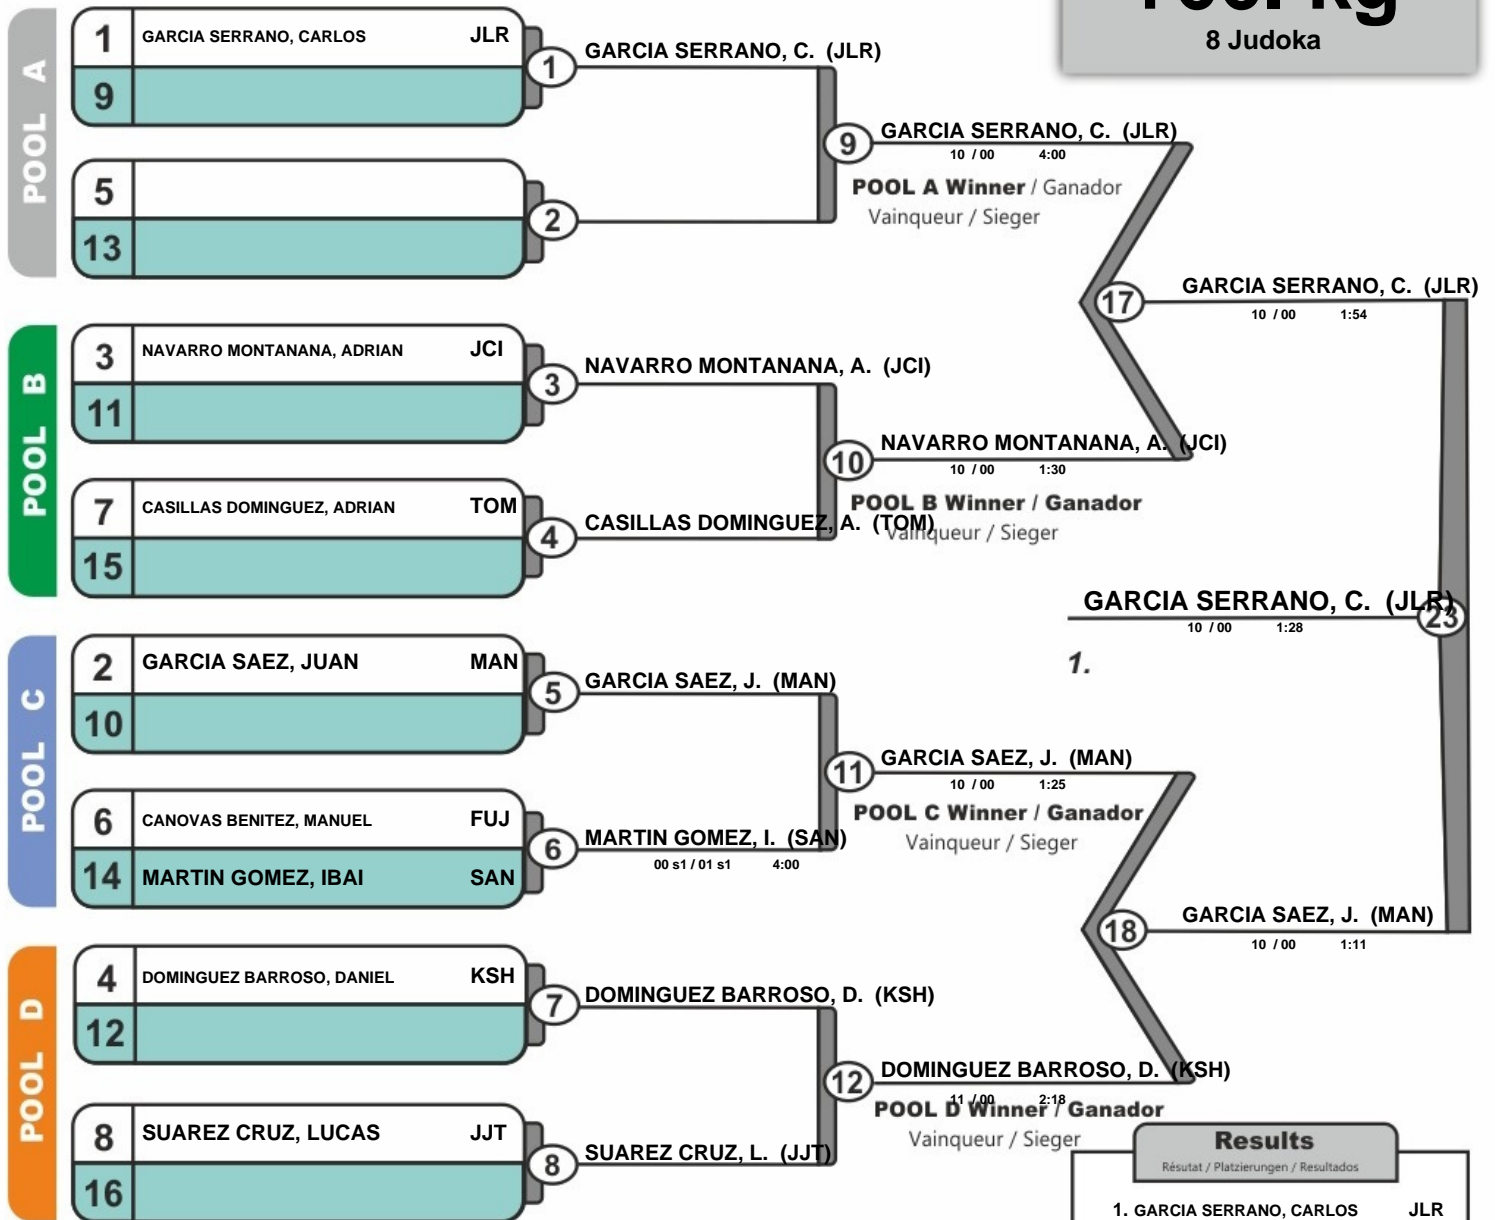 kg
8 Judoka
POOL A
1 GARCIA SERRANO, CARLOS JLR
9
5
13
1 GARCIA SERRANO, C. (JLR)
2
9 GARCIA SERRANO, C. (JLR)
10 / 00 4:00
POOL A Winner / Ganador
Vainqueur / Sieger
17 GARCIA SERRANO, C. (JLR)
10 / 00 1:54
POOL B
3 NAVARRO MONTANANA, ADRIAN JCI
11
7 CASILLAS DOMINGUEZ, ADRIAN TOM
15
3 NAVARRO MONTANANA, A. (JCI)
4 CASILLAS DOMINGUEZ, A. (TOM)
10 NAVARRO MONTANANA, A. (JCI)
10 / 00 1:30
POOL B Winner / Ganador
Vainqueur / Sieger
GARCIA SERRANO, C. (JLR) 23
10 / 00 1:28
1.
POOL C
2 GARCIA SAEZ, JUAN MAN
10
6 CANOVAS BENITEZ, MANUEL FUJ
14 MARTIN GOMEZ, IBAI SAN
5 GARCIA SAEZ, J. (MAN)
6 MARTIN GOMEZ, I. (SAN)
00 s1 / 01 s1 4:00
11 GARCIA SAEZ, J. (MAN)
10 / 00 1:25
POOL C Winner / Ganador
Vainqueur / Sieger
18 GARCIA SAEZ, J. (MAN)
10 / 00 1:11
POOL D
4 DOMINGUEZ BARROSO, DANIEL KSH
12
8 SUAREZ CRUZ, LUCAS JJT
16
7 DOMINGUEZ BARROSO, D. (KSH)
8 SUAREZ CRUZ, L. (JJT)
12 DOMINGUEZ BARROSO, D. (KSH)
11 / 00 2:18
POOL D Winner / Ganador
Vainqueur / Sieger
Results
Résutat / Platzierungen / Resultados
1. GARCIA SERRANO, CARLOS JLR